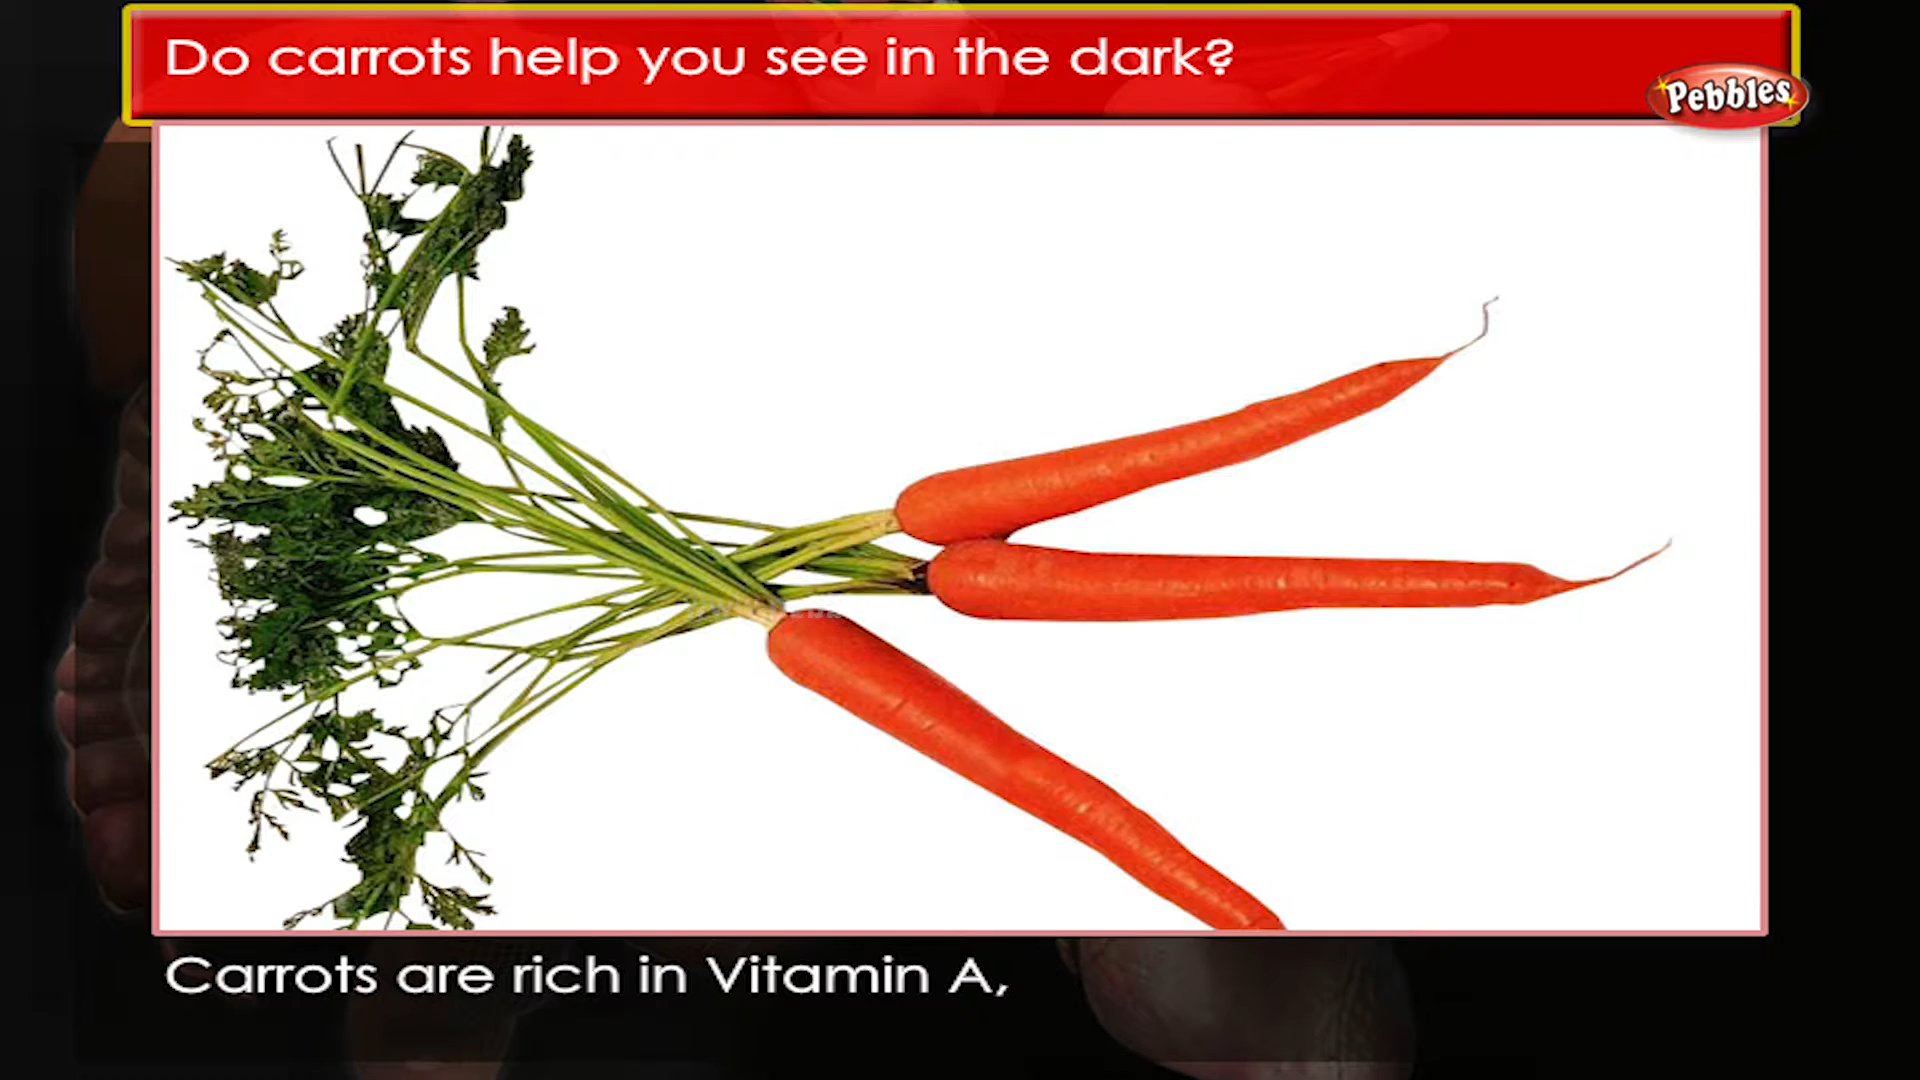 Do carrots help you see in the dark?
Pebbles
Carrots are rich in Vitamin A,